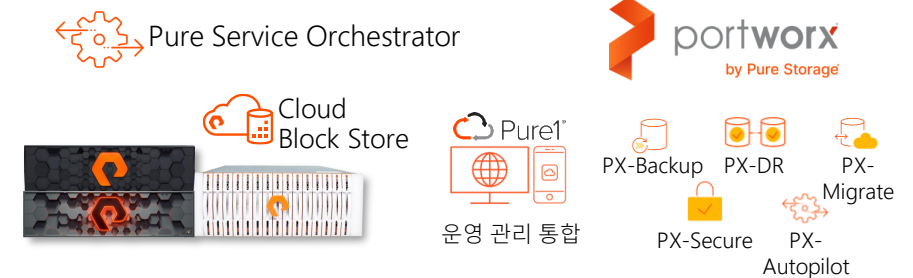 Pure Service Orchestrator
portworx
by Pure Storage
Cloud
Block Store
Pure1
운영 관리 통합
PX-Backup
PX-DR
PX-
Migrate
PX-Secure
PX-
Autopilot